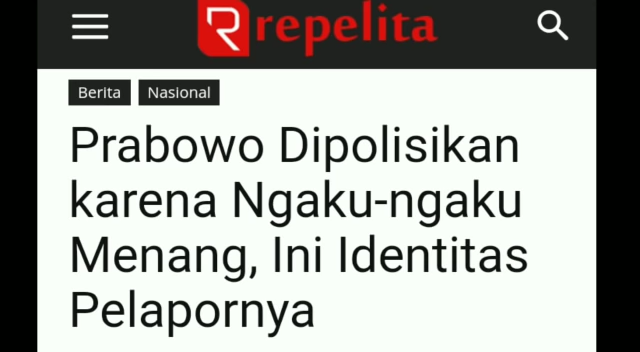 repelita
Berita Nasional
Prabowo Dipolisikan
karena Ngaku-ngaku
Menang, Ini Identitas
Pelapornya